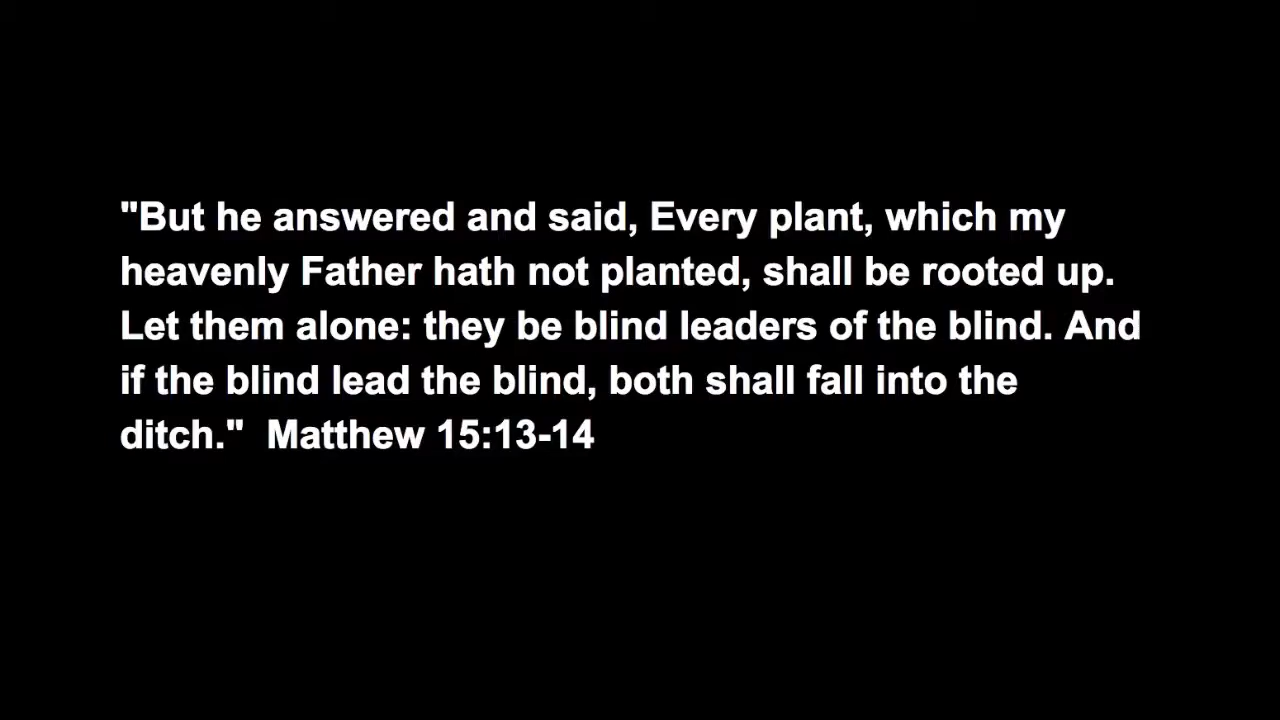 "But he answered and said, Every plant, which my
heavenly Father hath not planted, shall be rooted up.
Let them alone: they be blind leaders of the blind. And
if the blind lead the blind, both shall fall into the
ditch."  Matthew 15:13-14